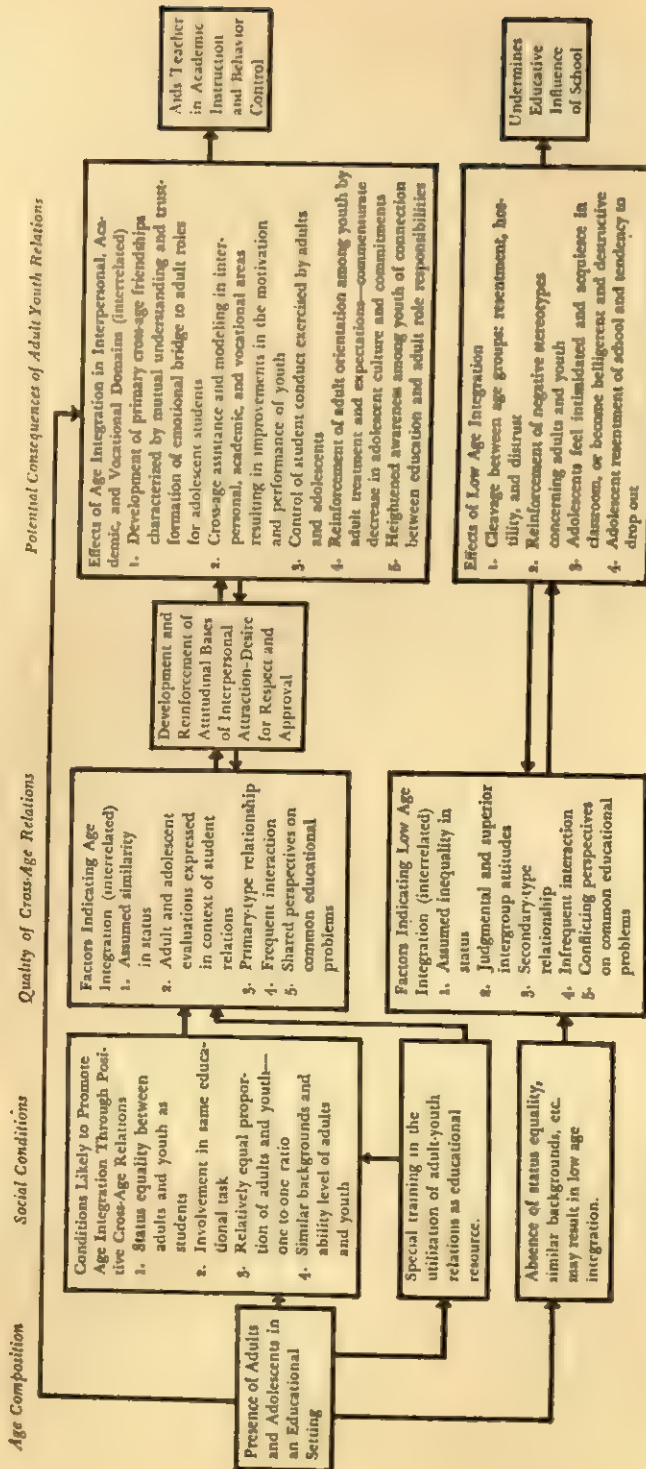 Age Composition
Social Conditions
Quality of Cross-Age Relations
Potential Consequences of Adult Youth Relations
Presence of Adults
and Adolescents in
an Educational
Setting
Conditions Likely to Promote
Age Integration Through Posi-
tive Cross-Age Relations
1. Status equality between
adults and youth as
students
2. Involvement in same educa-
tional task
3. Relatively equal propor-
tion of adults and youth—
one to one ratio
4. Similar backgrounds and
ability level of adults
and youth
Special training in the
utilization of adult-youth
relations as educational
resource.
Absence of status equality,
similar backgrounds, etc.
may result in low age
integration.
Factors Indicating Age
Integration (interrelated)
1. Assumed similarity
in status
2. Adult and adolescent
evaluations expressed
in context of student
relations
3. Primary-type relationship
4. Frequent interaction
5. Shared perspectives on
common educational
problems
Factors Indicating Low Age
Integration (interrelated)
1. Assumed inequality in
status
2. Judgmental and superior
intergroup attitudes
3. Secondary-type
relationship
4. Infrequent interaction
5. Conflicting perspectives
on common educational
problems
Development and
Reinforcement of
Attitudinal Bases
of Interpersonal
Attraction-Desire
for Respect and
Approval
Effects of Age Integration in Interpersonal, Aca-
demic, and Vocational Domains (interrelated)
1. Development of primary cross-age friendships
characterized by mutual understanding and trust-
formation of emotional bridge to adult roles
for adolescent students
2. Cross-age assistance and modeling in inter-
personal, academic, and vocational areas
resulting in improvements in the motivation
and performance of youth
3. Control of student conduct exercised by adults
and adolescents
4. Reinforcement of adult orientation among youth by
adult treatment and expectations—commenturate
decrease in adolescent culture and commitments
5. Heightened awareness among youth of connection
between education and adult role responsibilities
Effects of Low Age Integration
1. Cleavage between age groups: resentment, hos-
tility, and distrust
2. Reinforcement of negative stereotypes
concerning adults and youth
3. Adolescents feel intimidated and acquiesce in
classroom, or become belligerent and destructive
4. Adolescent resentment of school and tendency to
drop out
Aids Teacher
in Academic
Instruction
and Behavior
Control
Undermines
Educative
Influence
of School